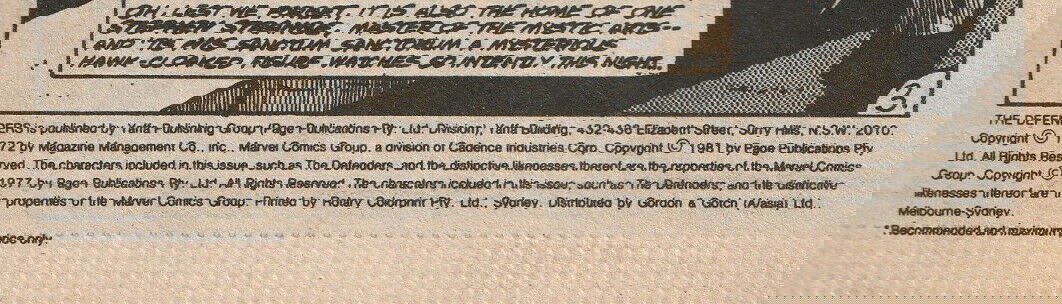 OH, LEST WE FORGET. IT IS ALSO THE HOME OF ONE
STEPHEN STRANGE, MASTER OF THE MYSTIC ARTS--
AND 'TIS HIS SANCTUM SANCTORUM A MYSTERIOUS
HAWK-CLOAKED FIGURE WATCHES SO INTENTLY THIS NIGHT.
is published by Yaffa Publishing Group (Page Publications Pty. Ltd. Division), Yaffa Building, 432-438 Elizabeth Street, Surry Hills, N.S.W. 2010.
72 by Magazine Management Co., Inc., Marvel Comics Group, a division of Cadence Industries Corp. Copyright 1981 by Page Publications Pty
rved. The characters included in this issue, such as The Defenders, and the distinctive likenesses thereof are the properties of the Marvel Comics
by Page Publications Pty. Ltd. All Rights Reserved. The characters included in this issue, such as The Defenders, and the distinctive
properties of the Marvel Comics Group. Printed by Rotary Colorprint Pty. Ltd., Sydney. Distributed by Gordon & Gotch (A/asia) Ltd.,
only.
THE DEFEN
Copyright
Ltd. All Rights Res
Group. Copyright
likenesses thereof are
Melbourne-Sydney.
*Recommended and maximum